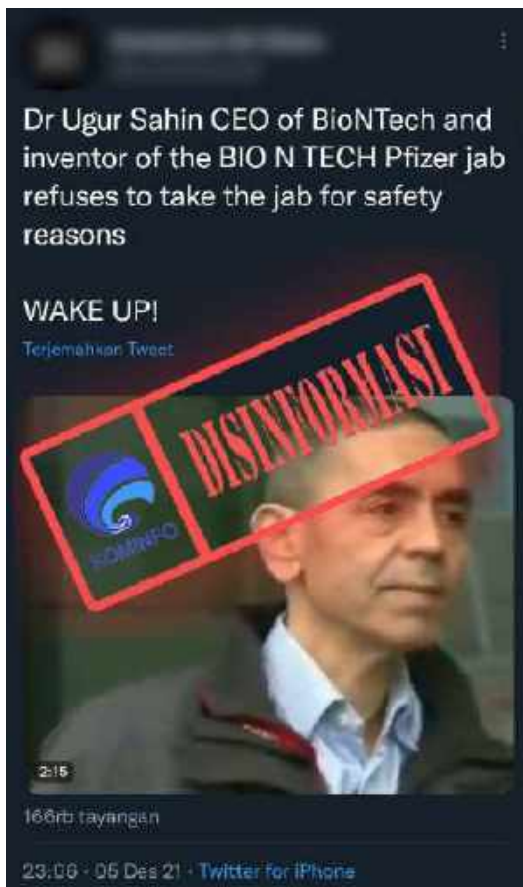 Dr Ugur Sahin CEO of BioNTech and
inventor of the BIO N TECH Pfizer jab
refuses to take the jab for safety
reasons
WAKE UP!
Terjemahkan Tweet
DISINFORMASI
KOMINFO
2:15
166rb tayangan
23:06 · 05 Des 21 · Twitter for iPhone